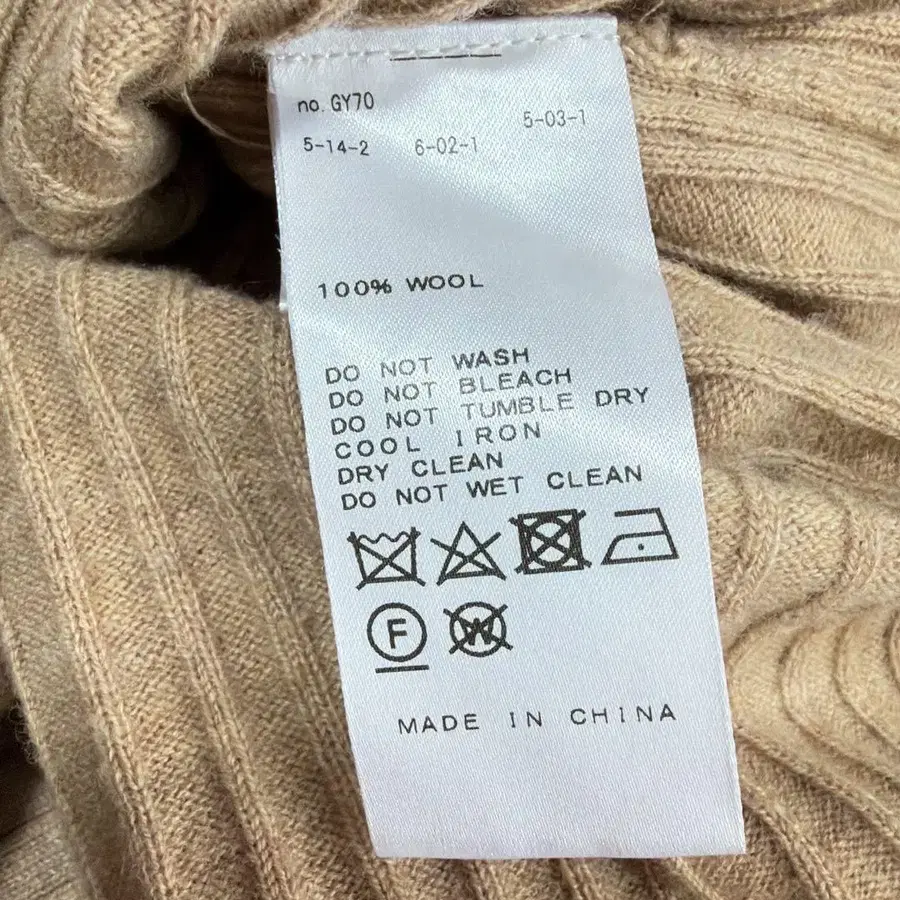 no. GY70
5-14-2 6-02-1 5-03-1
100% WOOL
DO NOT WASH
DO NOT BLEACH
DO NOT TUMBLE DRY
COOL IRON
DRY CLEAN
DO NOT WET CLEAN
F W
MADE IN CHINA